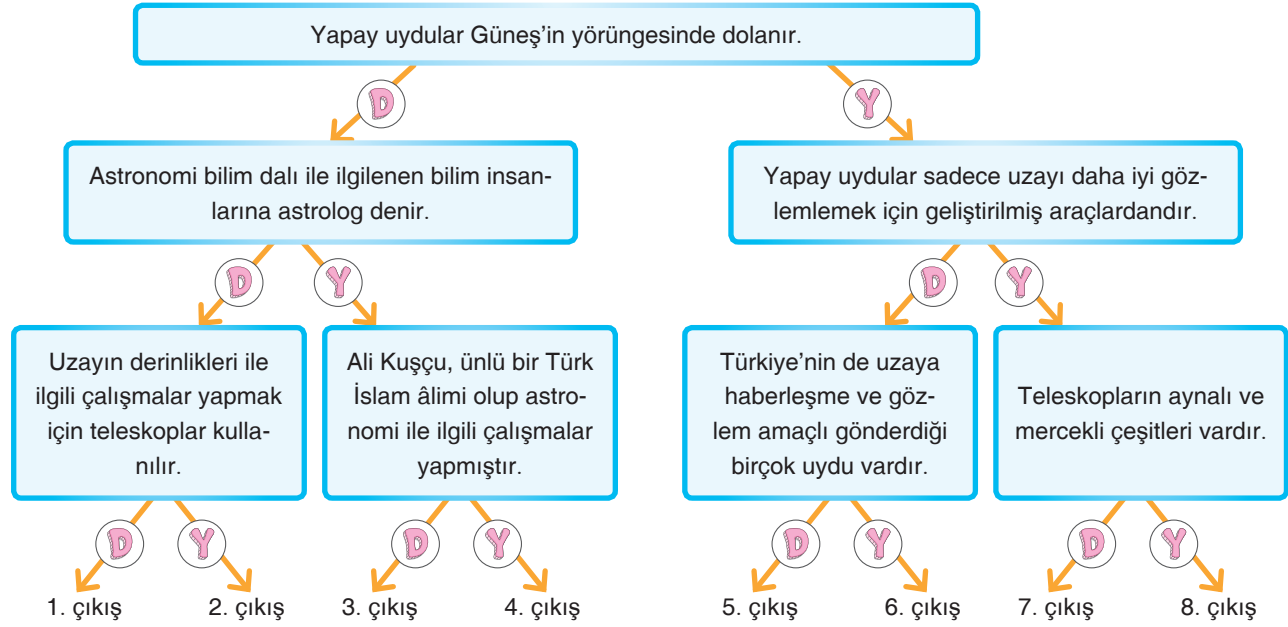 Yapay uydular Güneş’in yörüngesinde dolanır.
D
Y
Astronomi bilim dalı ile ilgilenen bilim insan-
larına astrolog denir.
Yapay uydular sadece uzayı daha iyi göz-
lemlemek için geliştirilmiş araçlardandır.
D
Y
D
Y
Uzayın derinlikleri ile
ilgili çalışmalar yapmak
için teleskoplar kulla-
nılır.
Ali Kuşçu, ünlü bir Türk
İslam âlimi olup astro-
nomi ile ilgili çalışmalar
yapmıştır.
Türkiye’nin de uzaya
haberleşme ve göz-
lem amaçlı gönderdiği
birçok uydu vardır.
Teleskopların aynalı ve
mercekli çeşitleri vardır.
D
Y
D
Y
D
Y
D
Y
1. çıkış
2. çıkış
3. çıkış
4. çıkış
5. çıkış
6. çıkış
7. çıkış
8. çıkış